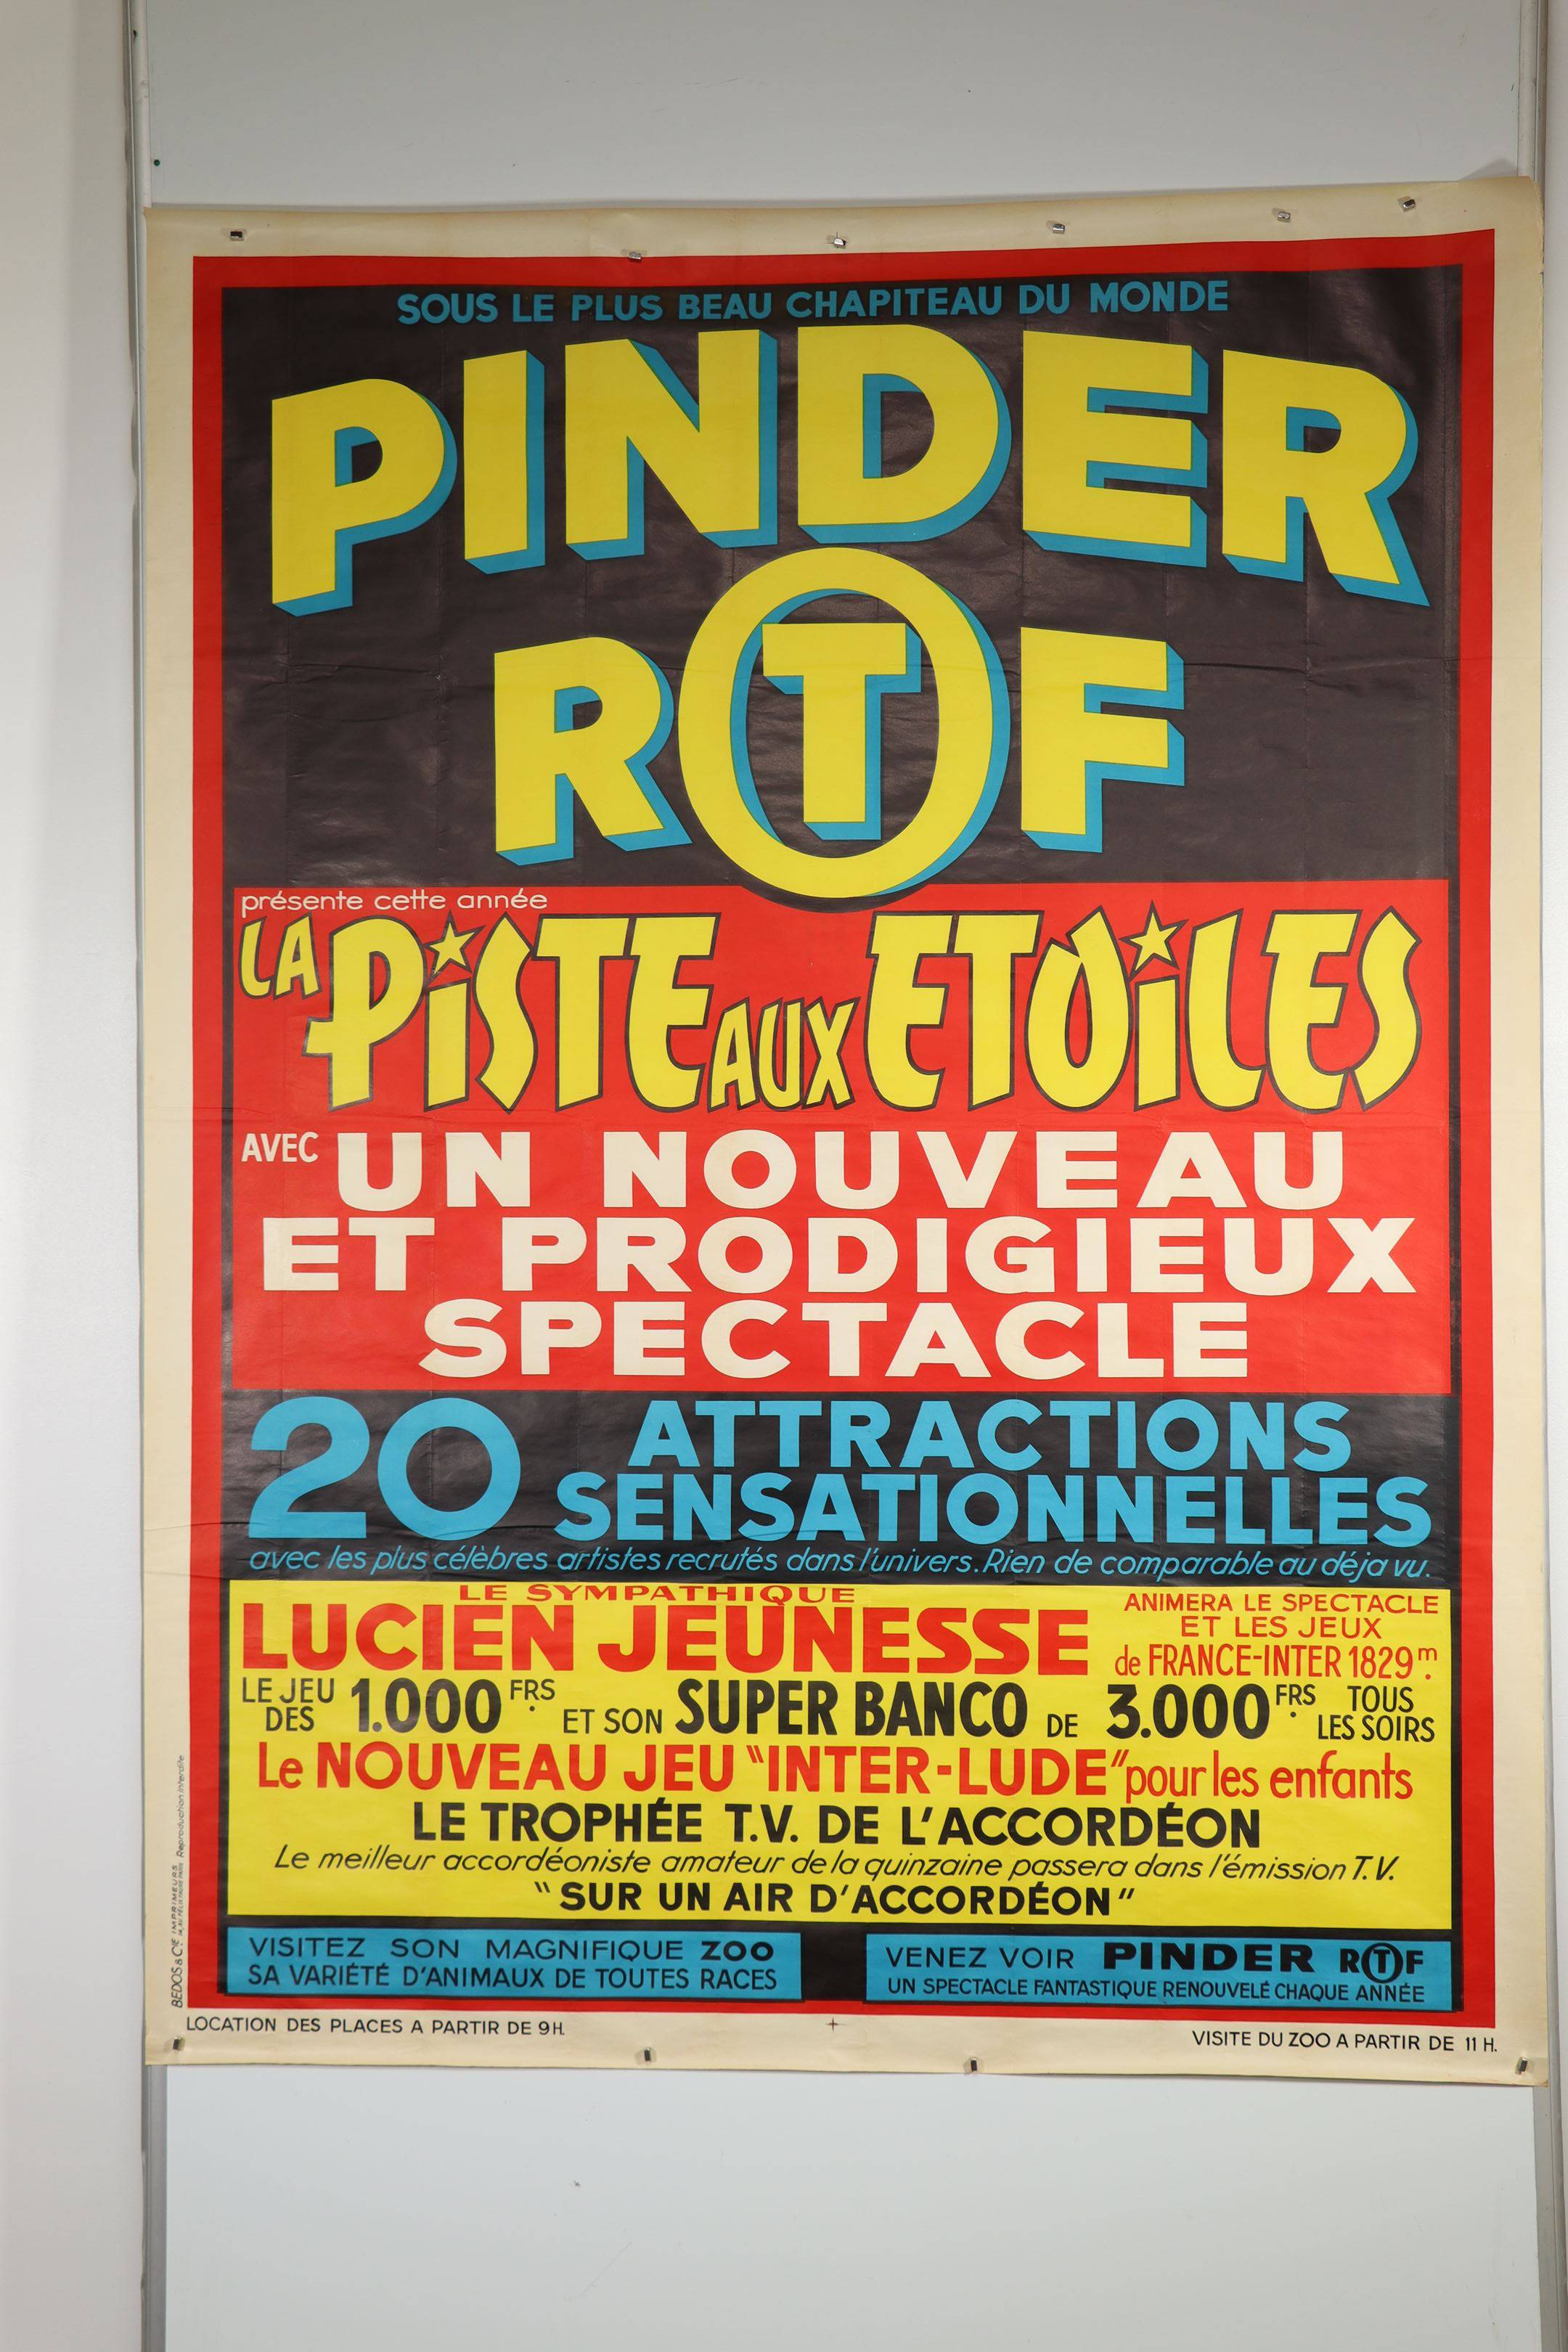 SOUS LE PLUS BEAU CHAPITEAU DU MONDE
PINDER
RTF
présente cette année
LA PiSTE AUX ETOiLES
AVEC UN NOUVEAU
ET PRODIGIEUX
SPECTACLE
20 ATTRACTIONS
SENSATIONNELLES
avec les plus célèbres artistes recrutés dans l'univers. Rien de comparable au déja vu.
LE SYMPATHIQUE
LUCIEN JEUNESSE
ANIMERA LE SPECTACLE
ET LES JEUX
de FRANCE-INTER 1829 m.
LE JEU DES 1.000 FRS ET SON SUPER BANCO DE 3.000 FRS TOUS LES SOIRS
Le NOUVEAU JEU "INTER-LUDE" pour les enfants
LE TROPHÉE T.V. DE L'ACCORDÉON
Le meilleur accordéoniste amateur de la quinzaine passera dans l'émission T.V.
"SUR UN AIR D'ACCORDÉON"
VISITEZ SON MAGNIFIQUE ZOO
SA VARIÉTÉ D'ANIMAUX DE TOUTES RACES
VENEZ VOIR PINDER RTF
UN SPECTACLE FANTASTIQUE RENOUVELÉ CHAQUE ANNÉE
LOCATION DES PLACES A PARTIR DE 9H.
VISITE DU ZOO A PARTIR DE 11 H.
BEDOS & Cie IMPRIMEURS Reproduction interdite